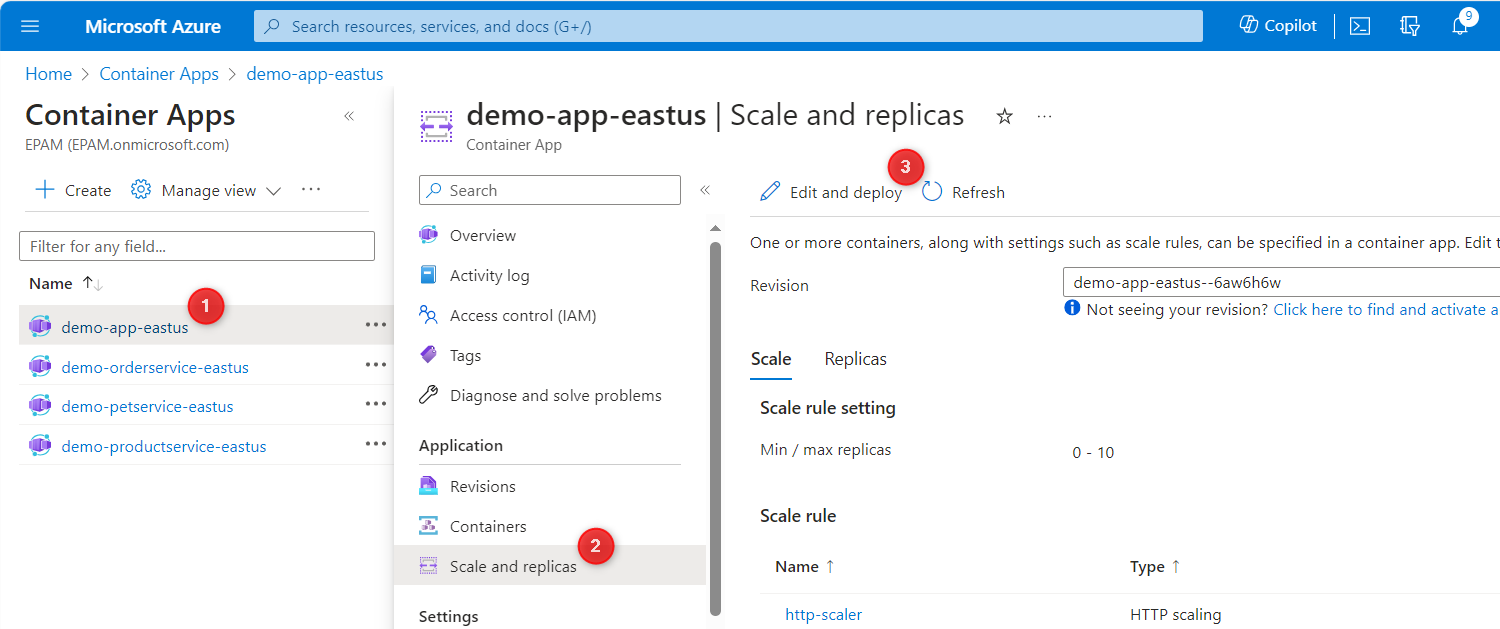 Microsoft Azure
Search resources, services, and docs (G+/)
Copilot
9
Home > Container Apps > demo-app-eastus
Container Apps
EPAM (EPAM.onmicrosoft.com)
Create
Manage view
Filter for any field...
Name
demo-app-eastus
1
demo-orderservice-eastus
demo-petservice-eastus
demo-productservice-eastus
demo-app-eastus | Scale and replicas
Container App
Search
Overview
Activity log
Access control (IAM)
Tags
Diagnose and solve problems
Application
Revisions
Containers
Scale and replicas
2
Settings
3
Edit and deploy
Refresh
One or more containers, along with settings such as scale rules, can be specified in a container app. Edit t
Revision
demo-app-eastus--6aw6h6w
Not seeing your revision? Click here to find and activate a
Scale
Replicas
Scale rule setting
Min / max replicas
0 - 10
Scale rule
Name
Type
http-scaler
HTTP scaling